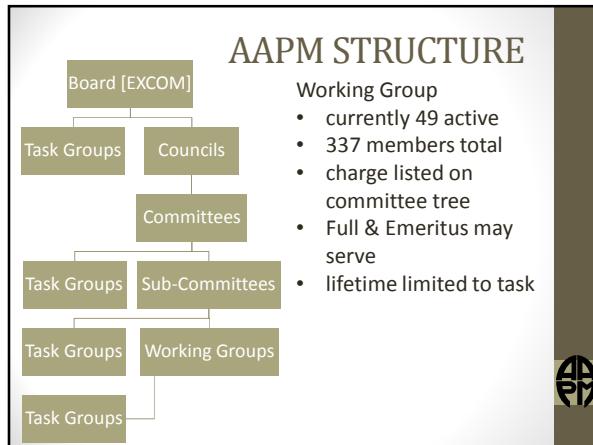 AAPM STRUCTURE
Board [EXCOM]
Task Groups
Councils
Committees
Task Groups
Sub-Committees
Task Groups
Working Groups
Task Groups
Working Group
• currently 49 active
• 337 members total
• charge listed on
committee tree
• Full & Emeritus may
serve
• lifetime limited to task
AA
PM